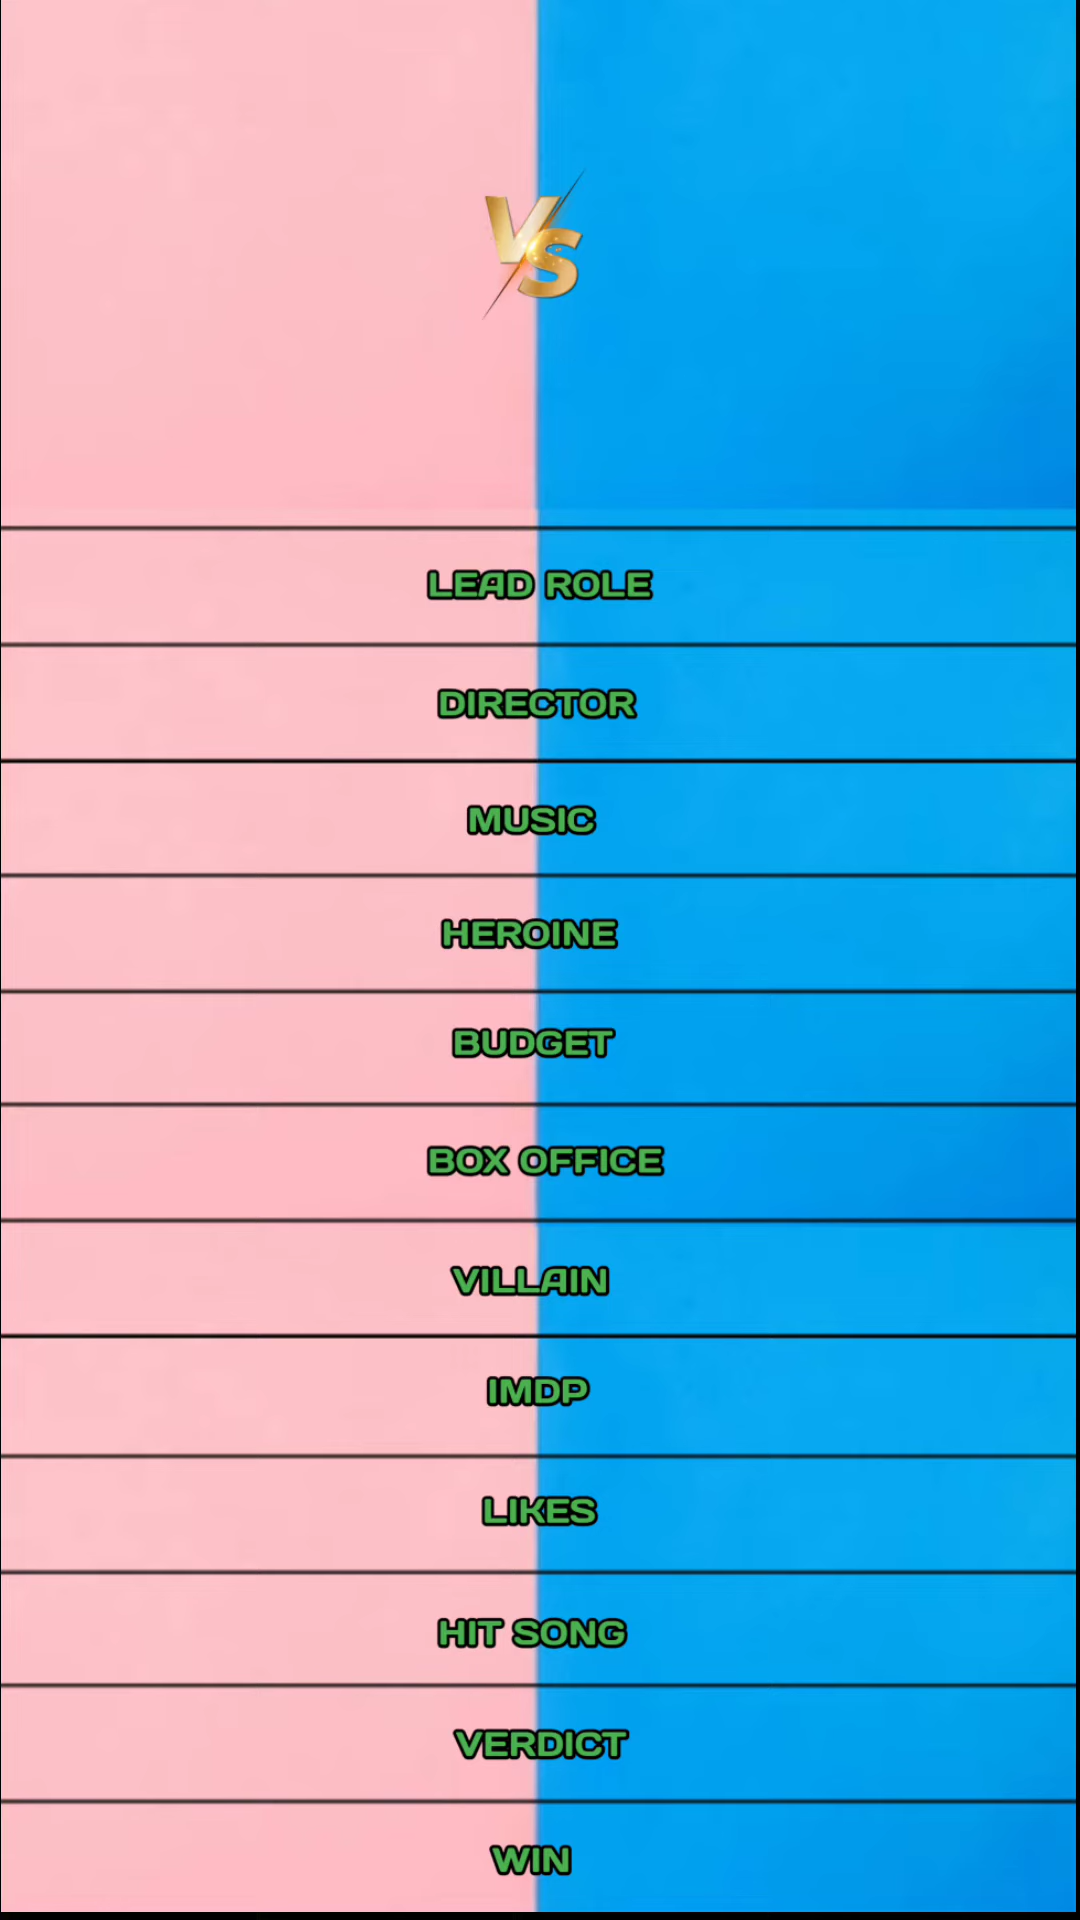 VS
LEAD ROLE
DIRECTOR
MUSIC
HEROINE
BUDGET
BOX OFFICE
VILLAIN
IMDP
LIKES
HIT SONG
VERDICT
WIN